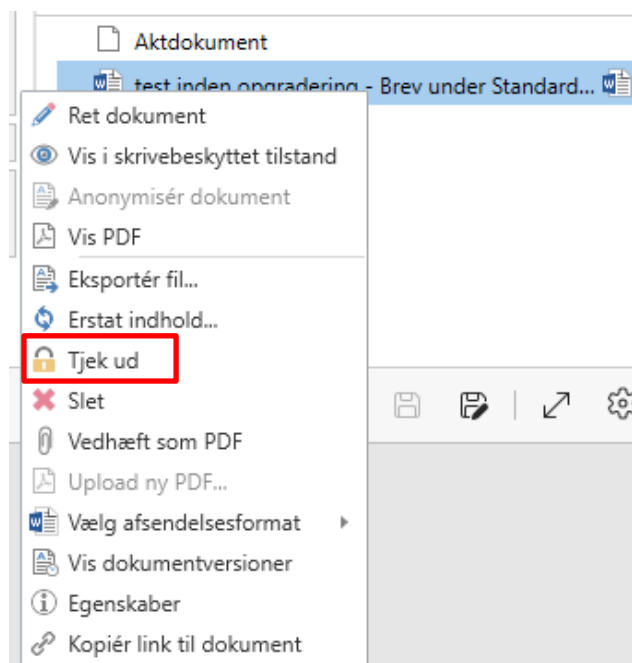 Aktdokument
test inden opgradering - Brev under Standard...
Ret dokument
Vis i skrivebeskyttet tilstand
Anonymisér dokument
Vis PDF
Eksportér fil...
Erstat indhold...
Tjek ud
Slet
Vedhæft som PDF
Upload ny PDF...
Vælg afsendelsesformat
Vis dokumentversioner
Egenskaber
Kopiér link til dokument